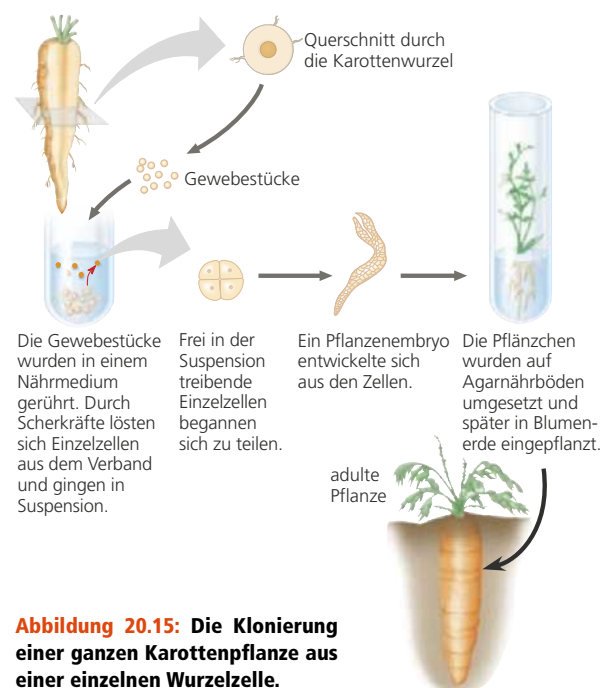 Querschnitt durch
die Karottenwurzel
Gewebestücke
Die Gewebestücke
wurden in einem
Nährmedium
gerührt. Durch
Scherkräfte lösten
sich Einzelzellen
aus dem Verband
und gingen in
Suspension.
Frei in der
Suspension
treibende
Einzelzellen
begannen
sich zu teilen.
Ein Pflanzenembryo
entwickelte sich
aus den Zellen.
Die Pflänzchen
wurden auf
Agarnährböden
umgesetzt und
später in Blumen-
erde eingepflanzt.
adulte
Pflanze
Abbildung 20.15: Die Klonierung
einer ganzen Karottenpflanze aus
einer einzelnen Wurzelzelle.